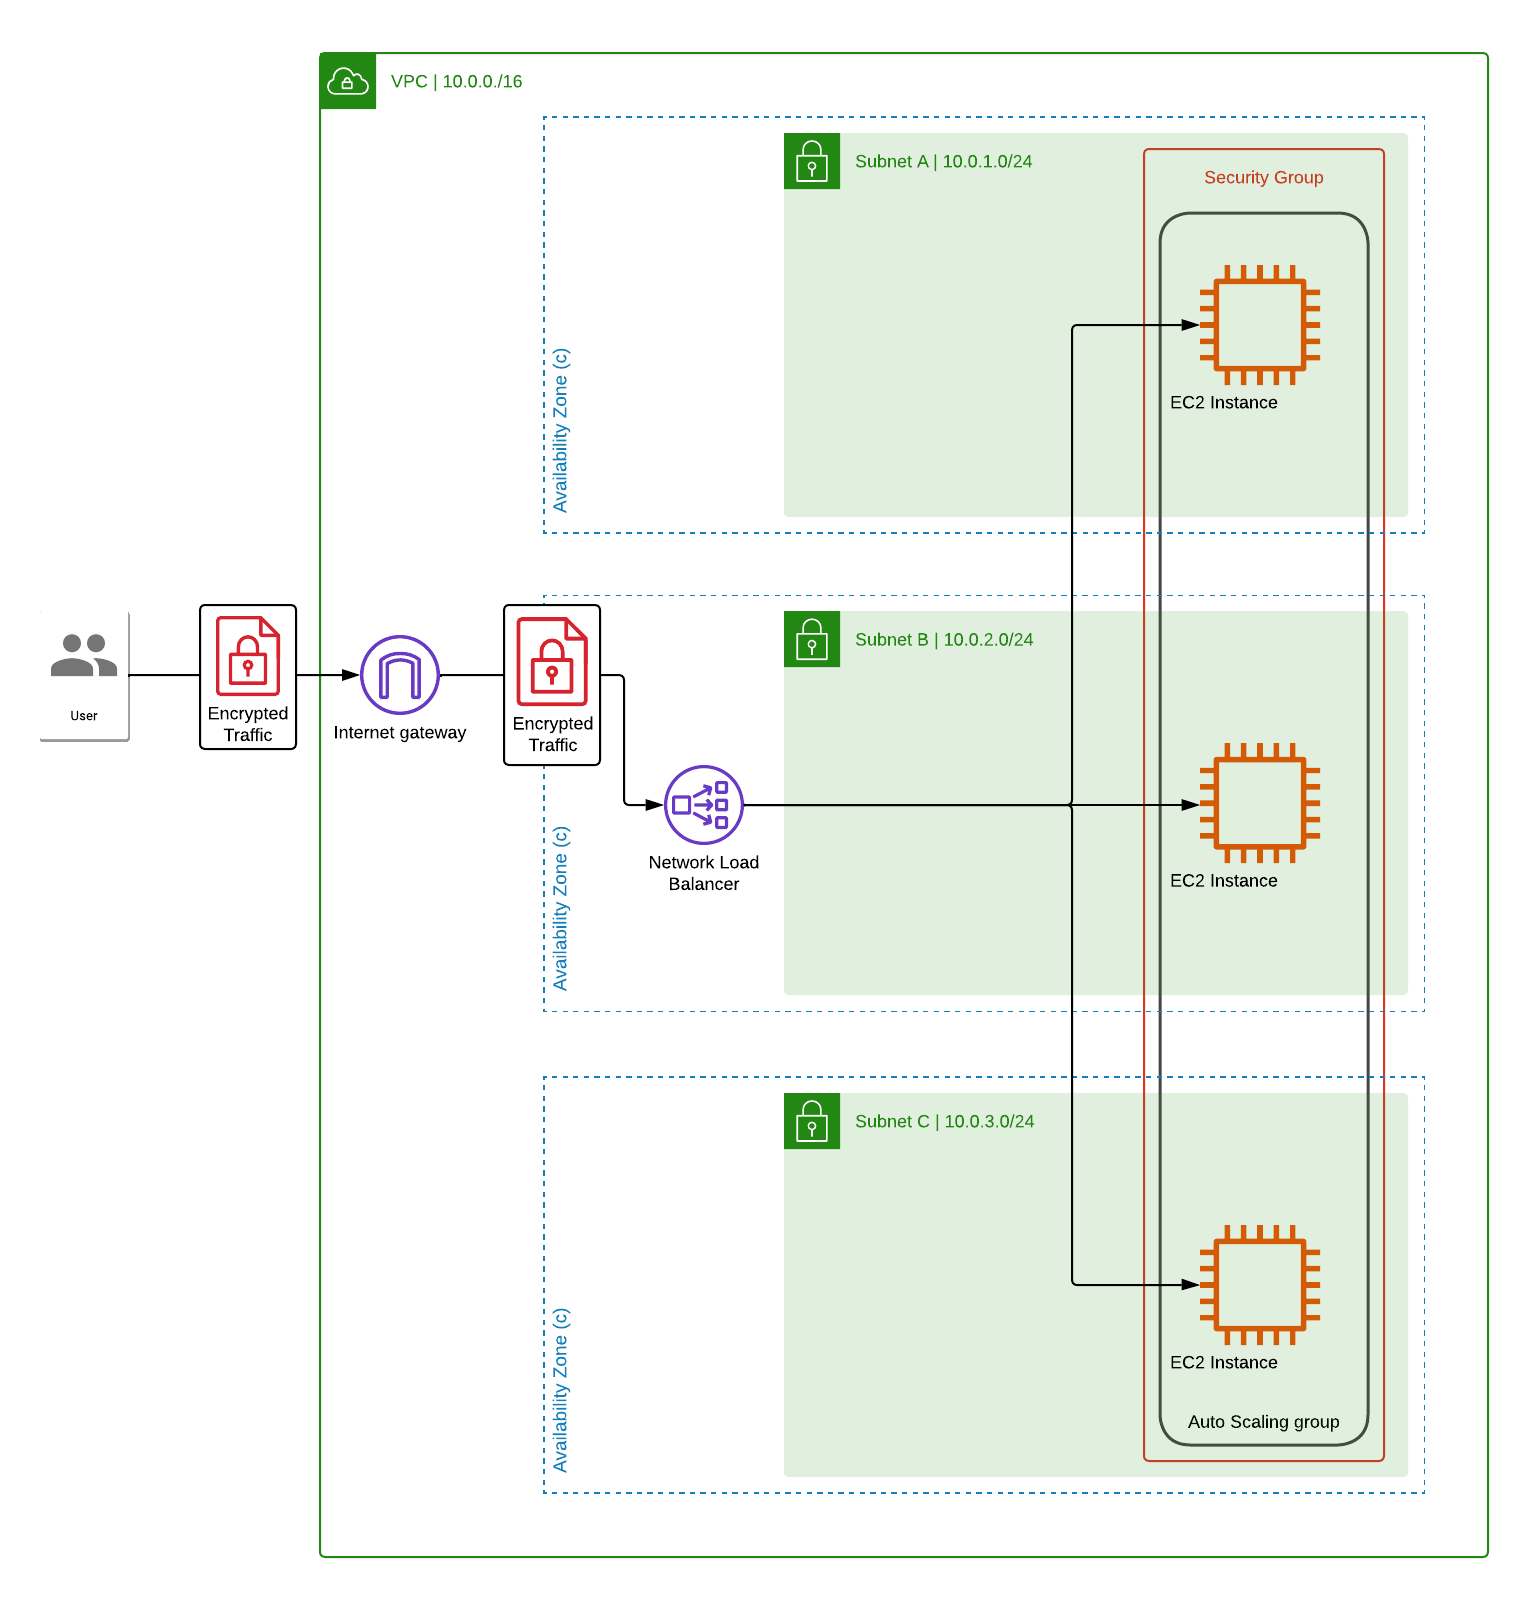 VPC | 10.0.0./16
Subnet A | 10.0.1.0/24
Security Group
EC2 Instance
Availability Zone (c)
User
Encrypted
Traffic
Internet gateway
Encrypted
Traffic
Subnet B | 10.0.2.0/24
Network Load
Balancer
EC2 Instance
Availability Zone (c)
Subnet C | 10.0.3.0/24
EC2 Instance
Auto Scaling group
Availability Zone (c)